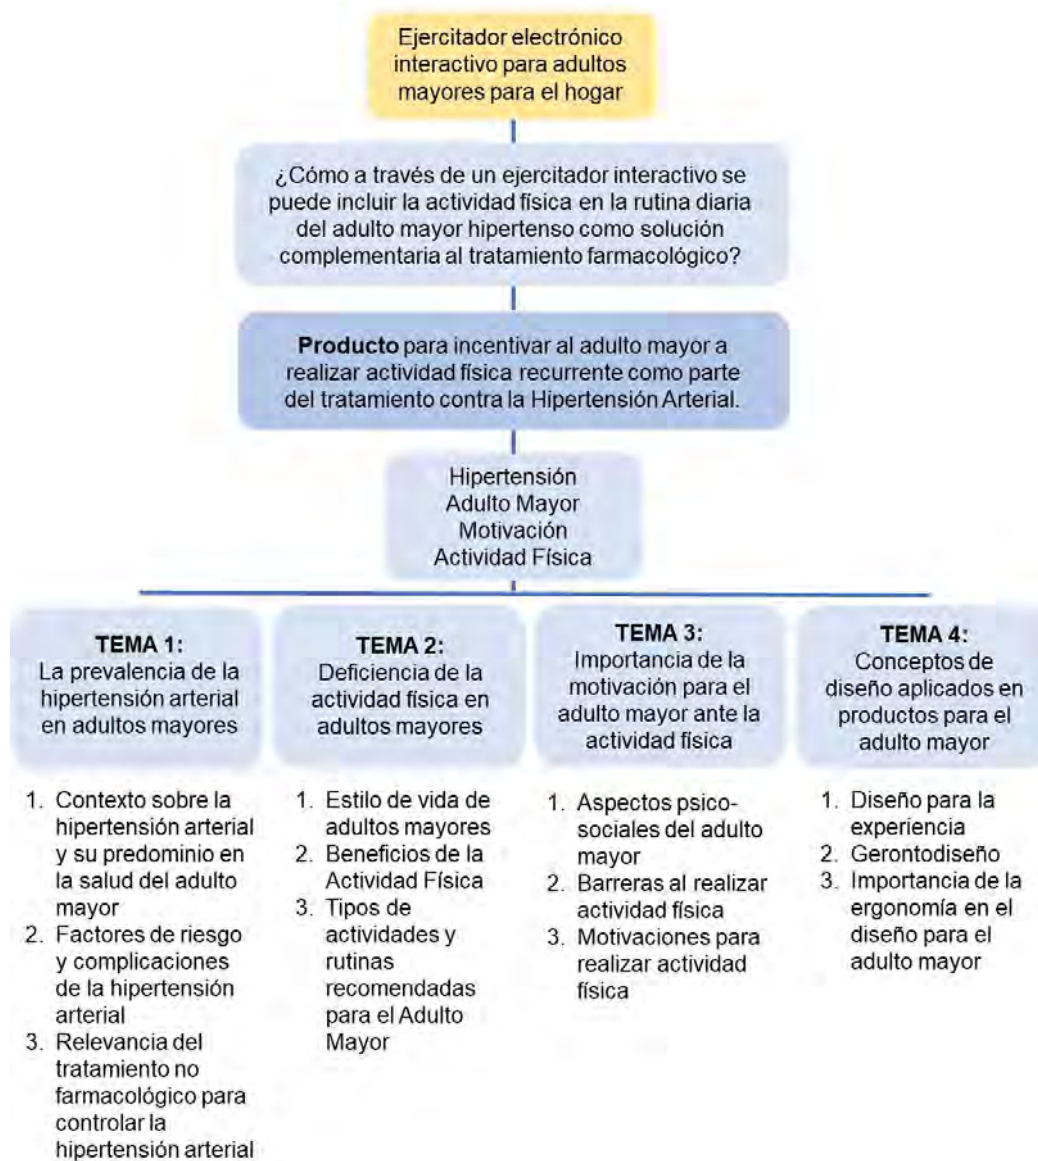 Ejercitador electrónico
interactivo para adultos
mayores para el hogar
¿Cómo a través de un ejercitador interactivo se
puede incluir la actividad física en la rutina diaria
del adulto mayor hipertenso como solución
complementaria al tratamiento farmacológico?
Producto para incentivar al adulto mayor a
realizar actividad física recurrente como parte
del tratamiento contra la Hipertensión Arterial.
Hipertensión
Adulto Mayor
Motivación
Actividad Física
TEMA 1:
La prevalencia de la
hipertensión arterial
en adultos mayores
1. Contexto sobre la
hipertensión arterial
y su predominio en
la salud del adulto
mayor
2. Factores de riesgo
y complicaciones
de la hipertensión
arterial
3. Relevancia del
tratamiento no
farmacológico para
controlar la
hipertensión arterial
TEMA 2:
Deficiencia de la
actividad física en
adultos mayores
1. Estilo de vida de
adultos mayores
2. Beneficios de la
Actividad Física
3. Tipos de
actividades y
rutinas
recomendadas
para el Adulto
Mayor
TEMA 3:
Importancia de la
motivación para el
adulto mayor ante la
actividad física
1. Aspectos psico-
sociales del adulto
mayor
2. Barreras al realizar
actividad física
3. Motivaciones para
realizar actividad
física
TEMA 4:
Conceptos de
diseño aplicados en
productos para el
adulto mayor
1. Diseño para la
experiencia
2. Gerontodiseño
3. Importancia de la
ergonomía en el
diseño para el
adulto mayor